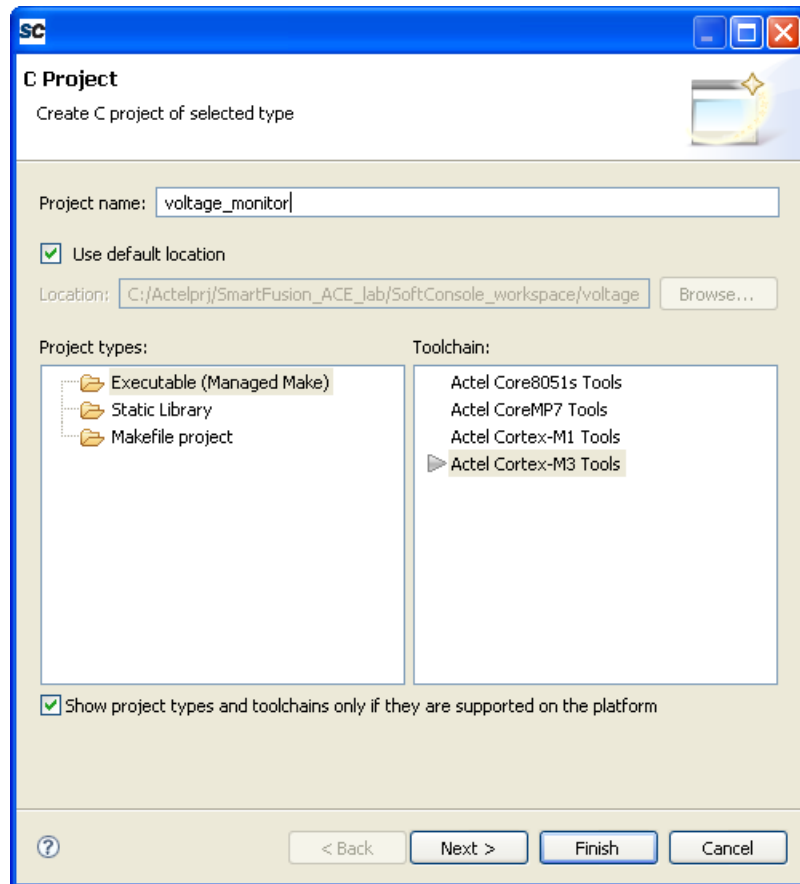 SC
C Project
Create C project of selected type
Project name: voltage_monitor
Use default location
Location: C:/Actelprj/SmartFusion_ACE_lab/SoftConsole_workspace/voltage Browse...
Project types: Toolchain:
Executable (Managed Make) Actel Core8051s Tools
Static Library Actel CoreMP7 Tools
Makefile project Actel Cortex-M1 Tools
Actel Cortex-M3 Tools
Show project types and toolchains only if they are supported on the platform
? < Back Next > Finish Cancel